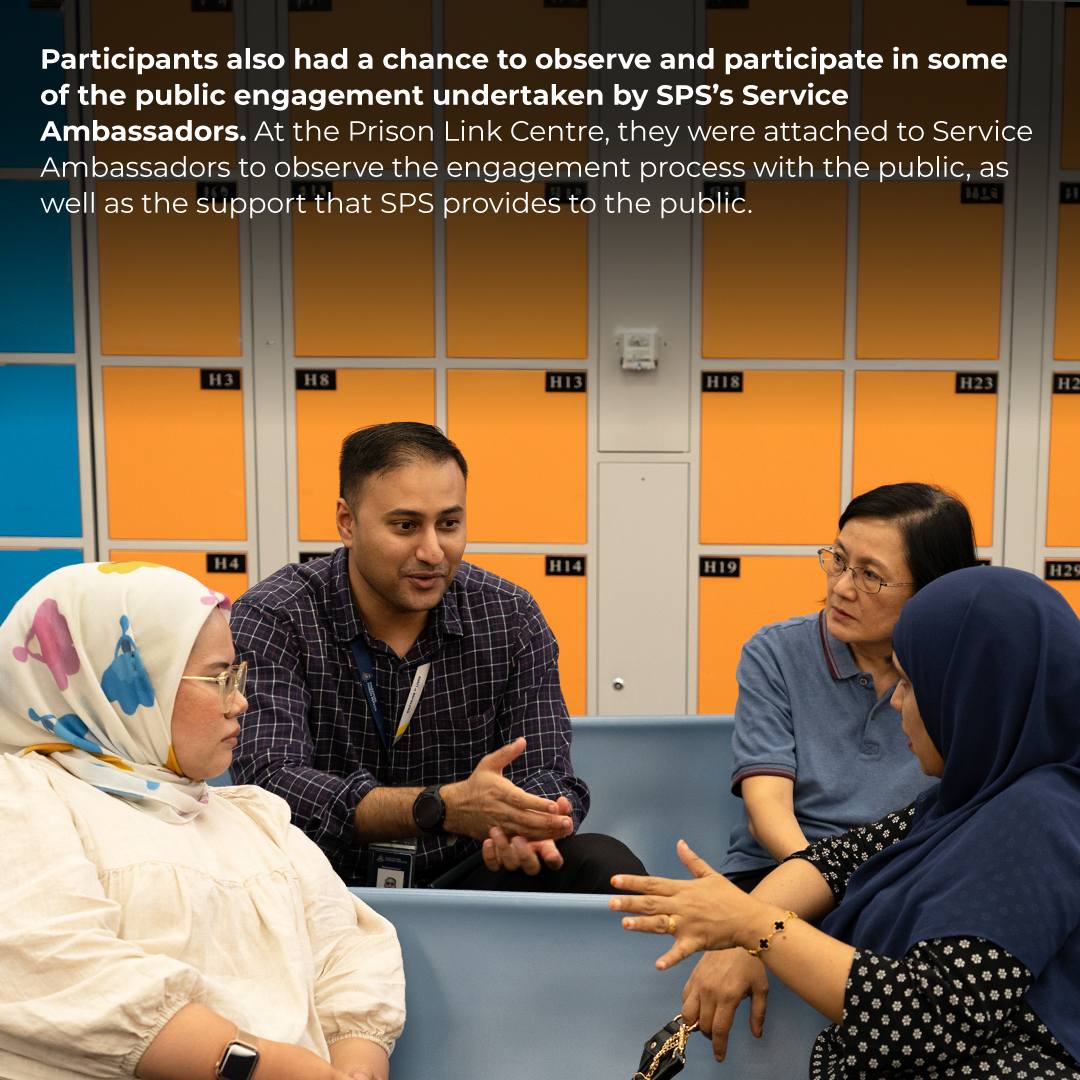 Participants also had a chance to observe and participate in some
of the public engagement undertaken by SPS’s Service
Ambassadors. At the Prison Link Centre, they were attached to Service
Ambassadors to observe the engagement process with the public, as
well as the support that SPS provides to the public.
H3
H8
H13
H18
H23
H4
H14
H19
H29